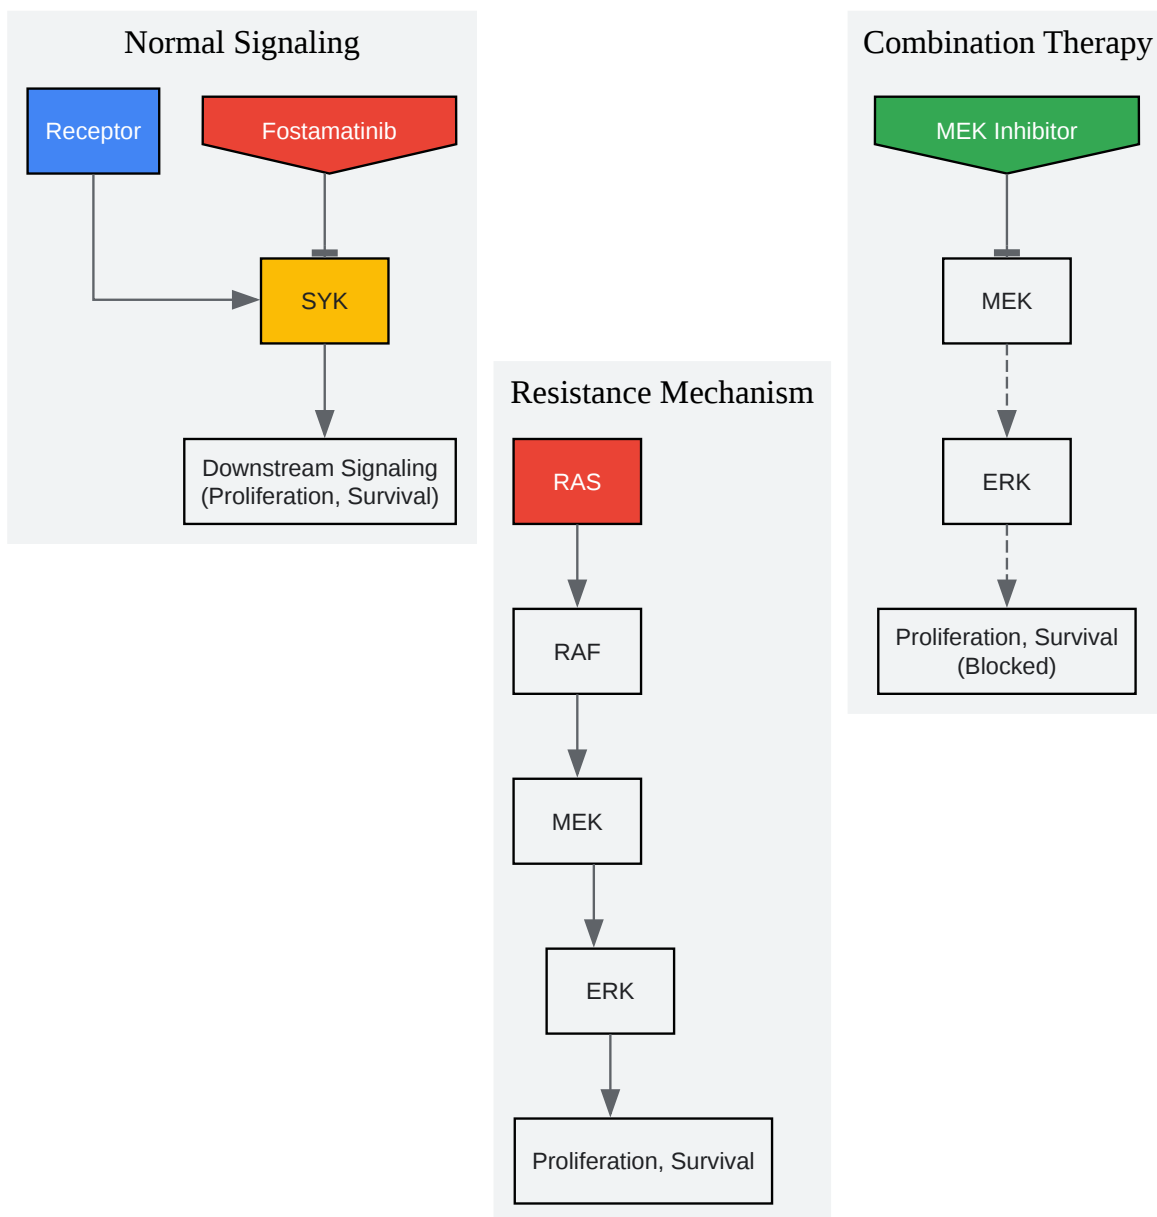 Normal Signaling
Receptor
Fostamatinib
SYK
Downstream Signaling
(Proliferation, Survival)
Resistance Mechanism
RAS
RAF
MEK
ERK
Proliferation, Survival
Combination Therapy
MEK Inhibitor
MEK
ERK
Proliferation, Survival
(Blocked)